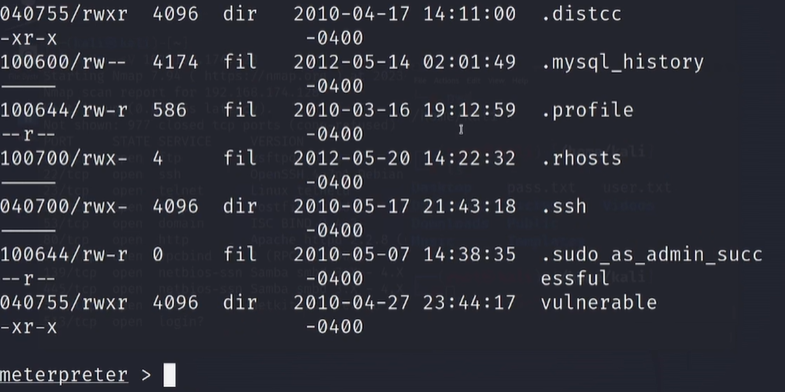 040755/rwxr 4096 dir 2010-04-17 14:11:00 .distcc
-xr-x -0400
100600/rw-- 4174 fil 2012-05-14 02:01:49 .mysql_history
----- -0400
100644/rw-r 586 fil 2010-03-16 19:12:59 .profile
--r-- -0400
100700/rwx- 4 fil 2012-05-20 14:22:32 .rhosts
----- -0400
040700/rwx- 4096 dir 2010-05-17 21:43:18 .ssh
----- -0400
100644/rw-r 0 fil 2010-05-07 14:38:35 .sudo_as_admin_succ
--r-- -0400 essful
040755/rwxr 4096 dir 2010-04-27 23:44:17 vulnerable
-xr-x -0400
meterpreter >